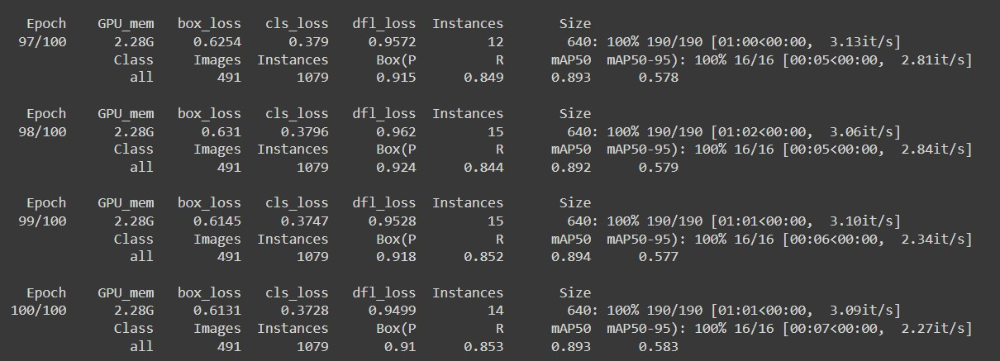 Epoch GPU_mem box_loss cls_loss dfl_loss Instances Size
97/100 2.28G 0.6254 0.379 0.9572 12 640: 100% 190/190 [01:00<00:00, 3.13it/s]
Class Images Instances Box(P R mAP50 mAP50-95): 100% 16/16 [00:05<00:00, 2.81it/s]
all 491 1079 0.915 0.849 0.893 0.578
Epoch GPU_mem box_loss cls_loss dfl_loss Instances Size
98/100 2.28G 0.631 0.3796 0.962 15 640: 100% 190/190 [01:02<00:00, 3.06it/s]
Class Images Instances Box(P R mAP50 mAP50-95): 100% 16/16 [00:05<00:00, 2.84it/s]
all 491 1079 0.924 0.844 0.892 0.579
Epoch GPU_mem box_loss cls_loss dfl_loss Instances Size
99/100 2.28G 0.6145 0.3747 0.9528 15 640: 100% 190/190 [01:01<00:00, 3.10it/s]
Class Images Instances Box(P R mAP50 mAP50-95): 100% 16/16 [00:06<00:00, 2.34it/s]
all 491 1079 0.918 0.852 0.894 0.577
Epoch GPU_mem box_loss cls_loss dfl_loss Instances Size
100/100 2.28G 0.6131 0.3728 0.9499 14 640: 100% 190/190 [01:01<00:00, 3.09it/s]
Class Images Instances Box(P R mAP50 mAP50-95): 100% 16/16 [00:07<00:00, 2.27it/s]
all 491 1079 0.91 0.853 0.893 0.583